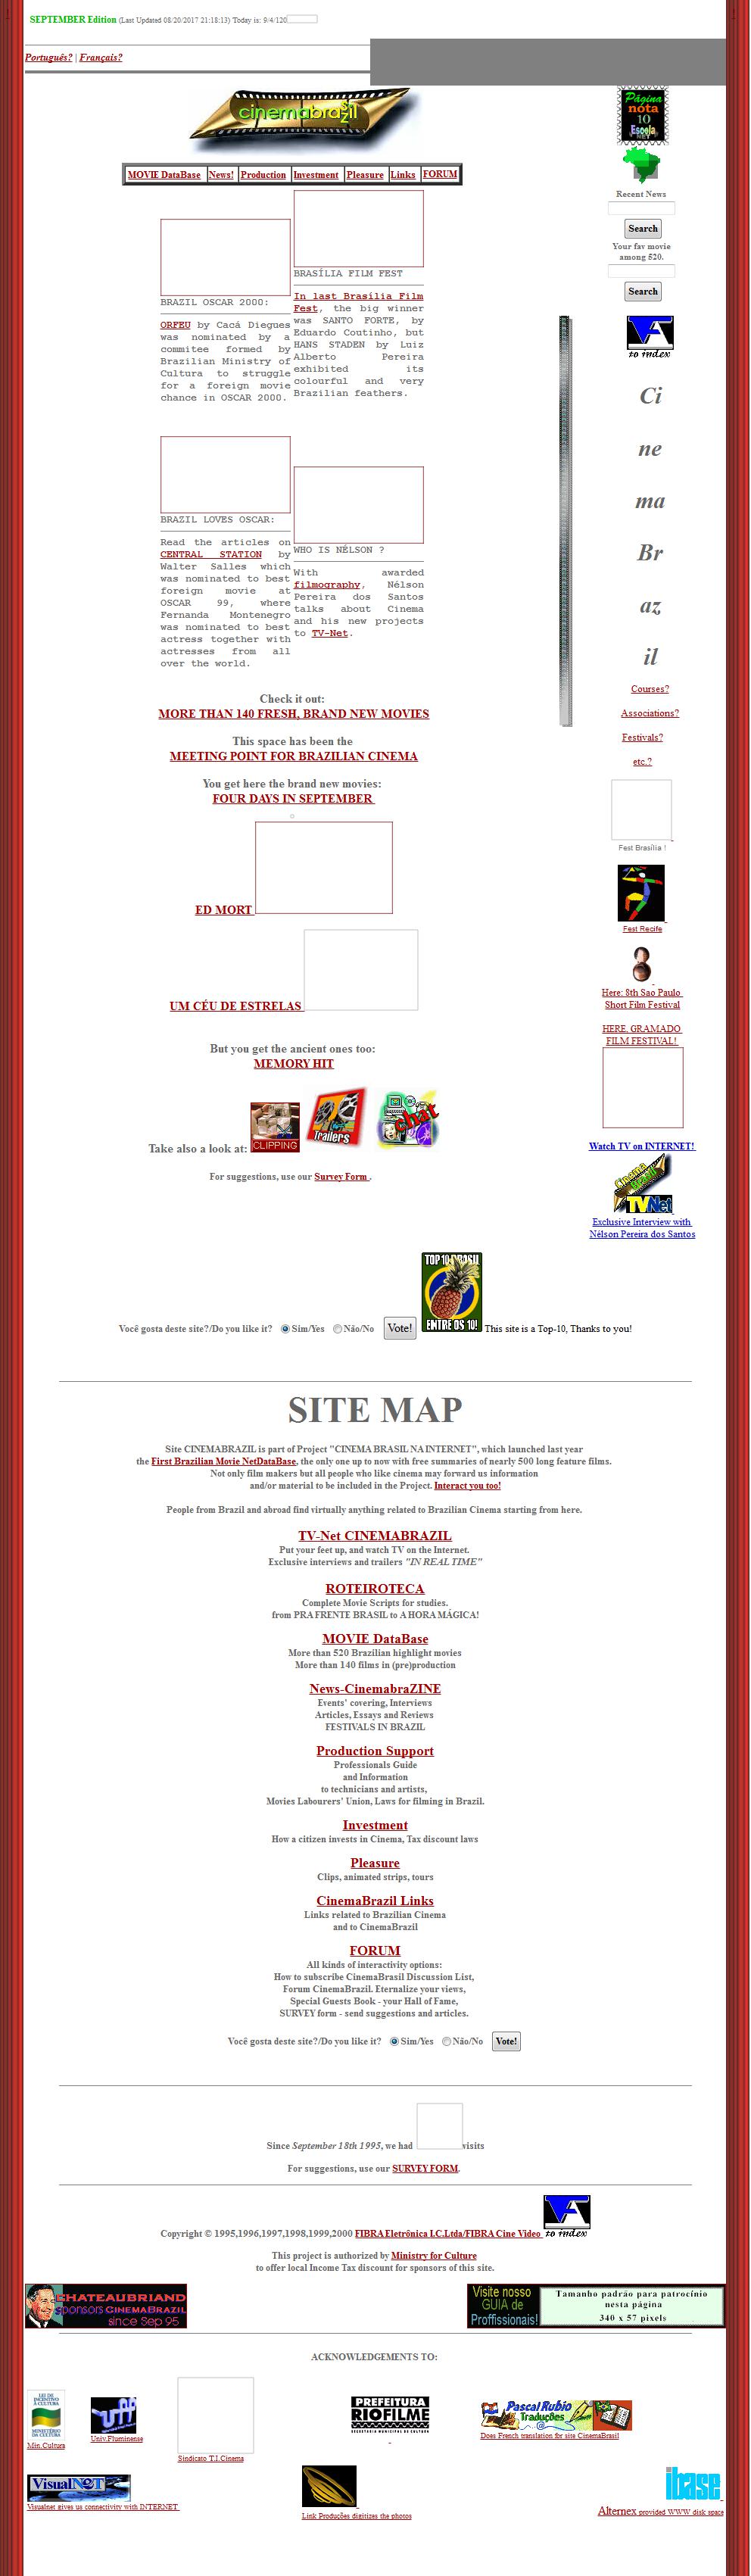 SEPTEMBER Edition (Last Updated 08/20/2017 21:18:13) Today is: 9/4/120
Português? | Français?
cinemabrazil
MOVIE DataBase News! Production Investment Pleasure Links FORUM
BRAZIL OSCAR 2000:
ORFEU by Cacá Diegues
was nominated by a
commitee formed by
Brazilian Ministry of
Cultura to struggle
for a foreign movie
chance in OSCAR 2000.
BRASÍLIA FILM FEST
In last Brasília Film
Fest, the big winner
was SANTO FORTE, by
Eduardo Coutinho, but
HANS STADEN by Luiz
Alberto Pereira
exhibited its
colourful and very
Brazilian feathers.
BRAZIL LOVES OSCAR:
Read the articles on
CENTRAL STATION by
Walter Salles which
was nominated to best
foreign movie at
OSCAR 99, where
Fernanda Montenegro
was nominated to best
actress together with
actresses from all
over the world.
WHO IS NÉLSON ?
With awarded
filmography, Nélson
Pereira dos Santos
talks about Cinema
and his new projects
to TV-Net.
Check it out:
MORE THAN 140 FRESH, BRAND NEW MOVIES
This space has been the
MEETING POINT FOR BRAZILIAN CINEMA
You get here the brand new movies:
FOUR DAYS IN SEPTEMBER
ED MORT
UM CÉU DE ESTRELAS
But you get the ancient ones too:
MEMORY HIT
Take also a look at: CLIPPING Trailers chat
For suggestions, use our Survey Form .
Página
nota
10
Escola
NET
Recent News
Search
Your fav movie
among 520.
Search
to index
Ci
ne
ma
Br
az
il
Courses?
Associations?
Festivals?
etc.?
Fest Brasília !
Fest Recife
Here: 8th Sao Paulo
Short Film Festival
HERE, GRAMADO
FILM FESTIVAL!
Watch TV on INTERNET!
Cinema
Brazil
TVNet
Exclusive Interview with
Nélson Pereira dos Santos
TOP 10 BRASIL
ENTRE OS 10!
Você gosta deste site?/Do you like it? Sim/Yes Não/No Vote! This site is a Top-10, Thanks to you!
SITE MAP
Site CINEMABRAZIL is part of Project "CINEMA BRASIL NA INTERNET", which launched last year
the First Brazilian Movie NetDataBase, the only one up to now with free summaries of nearly 500 long feature films.
Not only film makers but all people who like cinema may forward us information
and/or material to be included in the Project. Interact you too!
People from Brazil and abroad find virtually anything related to Brazilian Cinema starting from here.
TV-Net CINEMABRAZIL
Put your feet up, and watch TV on the Internet.
Exclusive interviews and trailers "IN REAL TIME"
ROTEIROTECA
Complete Movie Scripts for studies.
from PRA FRENTE BRASIL to A HORA MÁGICA!
MOVIE DataBase
More than 520 Brazilian highlight movies
More than 140 films in (pre)production
News-CinemabraZINE
Events' covering, Interviews
Articles, Essays and Reviews
FESTIVALS IN BRAZIL
Production Support
Professionals Guide
and Information
to technicians and artists,
Movies Labourers' Union, Laws for filming in Brazil.
Investment
How a citizen invests in Cinema, Tax discount laws
Pleasure
Clips, animated strips, tours
CinemaBrazil Links
Links related to Brazilian Cinema
and to CinemaBrazil
FORUM
All kinds of interactivity options:
How to subscribe CinemaBrasil Discussion List,
Forum CinemaBrazil. Eternalize your views,
Special Guests Book - your Hall of Fame,
SURVEY form - send suggestions and articles.
Você gosta deste site?/Do you like it? Sim/Yes Não/No Vote!
Since September 18th 1995, we had visits
For suggestions, use our SURVEY FORM.
to index
Copyright © 1995,1996,1997,1998,1999,2000 FIBRA Eletrônica I.C.Ltda/FIBRA Cine Video
This project is authorized by Ministry for Culture
to offer local Income Tax discount for sponsors of this site.
CHATEAUBRIAND
sponsors CINEMABRAZIL
since Sep 95
Visite nosso
GUIA de
Proffissionais!
Tamanho padrão para patrocínio
nesta página
340 x 57 pixels
ACKNOWLEDGEMENTS TO:
LEI DE
INCENTIVO
À CULTURA
MINISTÉRIO
DA CULTURA
Min.Cultura
uff
Univ.Fluminense
Sindicato T.I.Cinema
PREFEITURA
RIOFILME
SECRETARIA MUNICIPAL DE CULTURA
Pascal Rubio
Traduções
Does French translation for site CinemaBrasil
VisualNET
Visualnet gives us connectivity with INTERNET
Link Produções digitizes the photos
ibase
Alternex provided WWW disk space